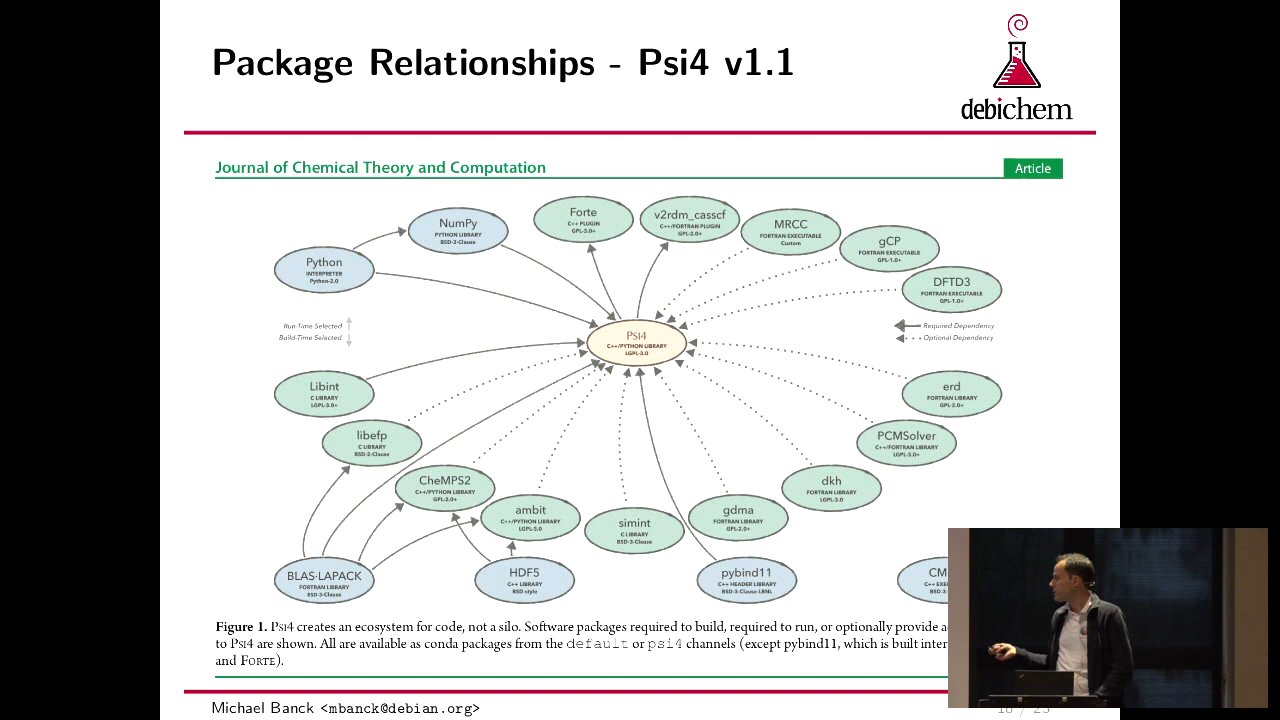 Package Relationships - Psi4 v1.1
debichem
Journal of Chemical Theory and Computation
Article
NumPy
PYTHON LIBRARY
BSD-3-Clause
Forte
C++ PLUGIN
GPL-3.0+
v2rdm_casscf
C++/FORTRAN PLUGIN
GPL-2.0+
MRCC
FORTRAN EXECUTABLE
Custom
gCP
FORTRAN EXECUTABLE
GPL-1.0+
Python
INTERPRETER
Python-2.0
DFTD3
FORTRAN EXECUTABLE
GPL-1.0+
Run-Time Selected
Build-Time Selected
PSI4
C++/PYTHON LIBRARY
LGPL-3.0
Required Dependency
Optional Dependency
Libint
C LIBRARY
LGPL-3.0+
erd
FORTRAN LIBRARY
GPL-2.0+
libefp
C LIBRARY
BSD-2-Clause
PCMSolver
C++/FORTRAN LIBRARY
LGPL-3.0+
CheMPS2
C++/PYTHON LIBRARY
GPL-2.0+
dkh
FORTRAN LIBRARY
LGPL-3.0
ambit
C++/PYTHON LIBRARY
LGPL-3.0
simint
C LIBRARY
BSD-3-Clause
gdma
FORTRAN LIBRARY
GPL-2.0+
BLAS-LAPACK
FORTRAN LIBRARY
BSD-3-Clause
HDF5
C++ LIBRARY
BSD-style
pybind11
C++ HEADER LIBRARY
BSD-3-Clause-LBNL
CM
C++ EXE
BSD-3-
Figure 1. PSI4 creates an ecosystem for code, not a silo. Software packages required to build, required to run, or optionally provide a
to PSI4 are shown. All are available as conda packages from the default or psi4 channels (except pybind11, which is built inter
and FORTE).
Michael Banck <mbanck@debian.org>